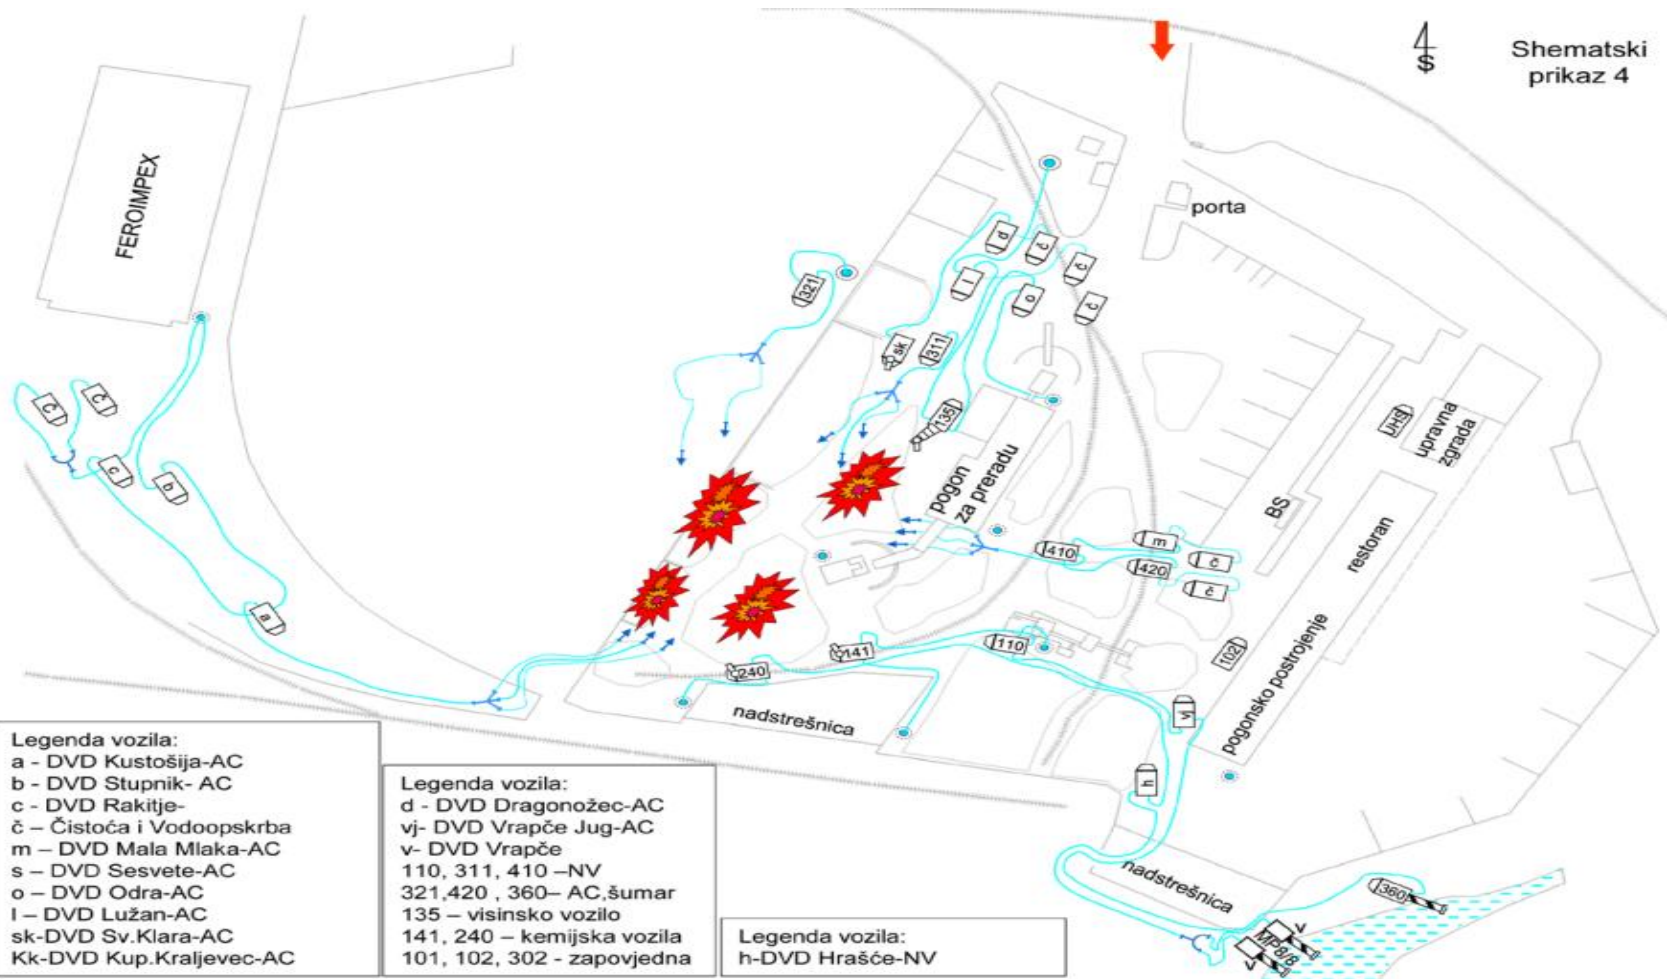 Shematski
prikaz 4
FEROIMPEX
porta
d
č
č
l
o
č
321
sk
311
135
pogon
za preradu
UHS
upravna
zgrada
BS
restoran
410
m
420
č
č
č
č
c
b
a
110
141
240
102
pogonsko postrojenje
nadstrešnica
vj
h
nadstrešnica
360
MP8/8
v
v
Legenda vozila:
a - DVD Kustošija-AC
b - DVD Stupnik- AC
c - DVD Rakitje-
č – Čistoća i Vodoopskrba
m – DVD Mala Mlaka-AC
s – DVD Sesvete-AC
o – DVD Odra-AC
l – DVD Lužan-AC
sk-DVD Sv.Klara-AC
Kk-DVD Kup.Kraljevec-AC
Legenda vozila:
d - DVD Dragonožec-AC
vj- DVD Vrapče Jug-AC
v- DVD Vrapče
110, 311, 410 –NV
321,420 , 360– AC,šumar
135 – visinsko vozilo
141, 240 – kemijska vozila
101, 102, 302 - zapovjedna
Legenda vozila:
h-DVD Hrašće-NV